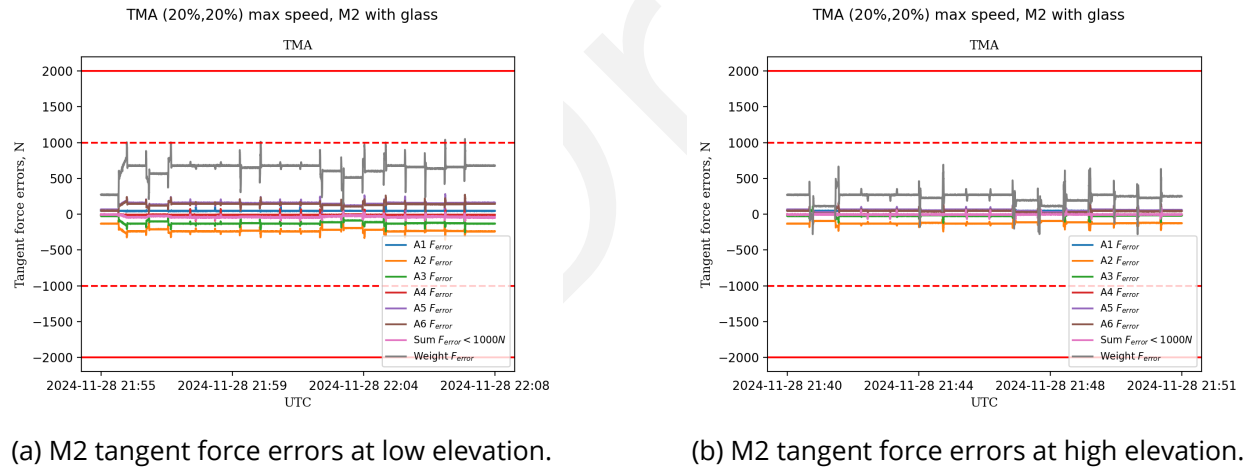 TMA (20%,20%) max speed, M2 with glass
TMA
Tangent force errors, N
2000
1500
1000
500
0
−500
−1000
−1500
−2000
A1 F_error
A2 F_error
A3 F_error
A4 F_error
A5 F_error
A6 F_error
Sum F_error < 1000N
Weight F_error
2024-11-28 21:55 2024-11-28 21:59 2024-11-28 22:04 2024-11-28 22:08
UTC
(a) M2 tangent force errors at low elevation.
TMA (20%,20%) max speed, M2 with glass
TMA
Tangent force errors, N
2000
1500
1000
500
0
−500
−1000
−1500
−2000
A1 F_error
A2 F_error
A3 F_error
A4 F_error
A5 F_error
A6 F_error
Sum F_error < 1000N
Weight F_error
2024-11-28 21:40 2024-11-28 21:44 2024-11-28 21:48 2024-11-28 21:51
UTC
(b) M2 tangent force errors at high elevation.